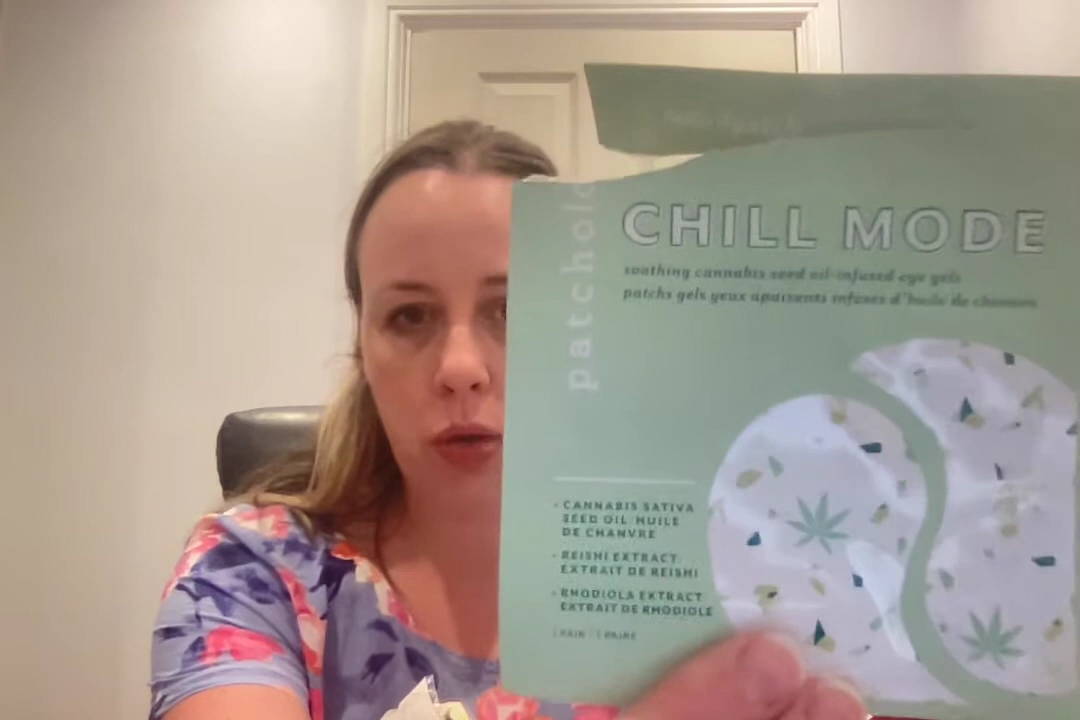 patcholo
CHILL MODE
soothing cannabis seed oil-infused eye gels
patchs gels yeux apaisants infusés d'huile de chanvre
• CANNABIS SATIVA
SEED OIL/HUILE
DE CHANVRE
• REISHI EXTRACT
EXTRAIT DE REISHI
• RHODIOLA EXTRACT
EXTRAIT DE RHODIOLE
1 PAIR / 1 PAIRE